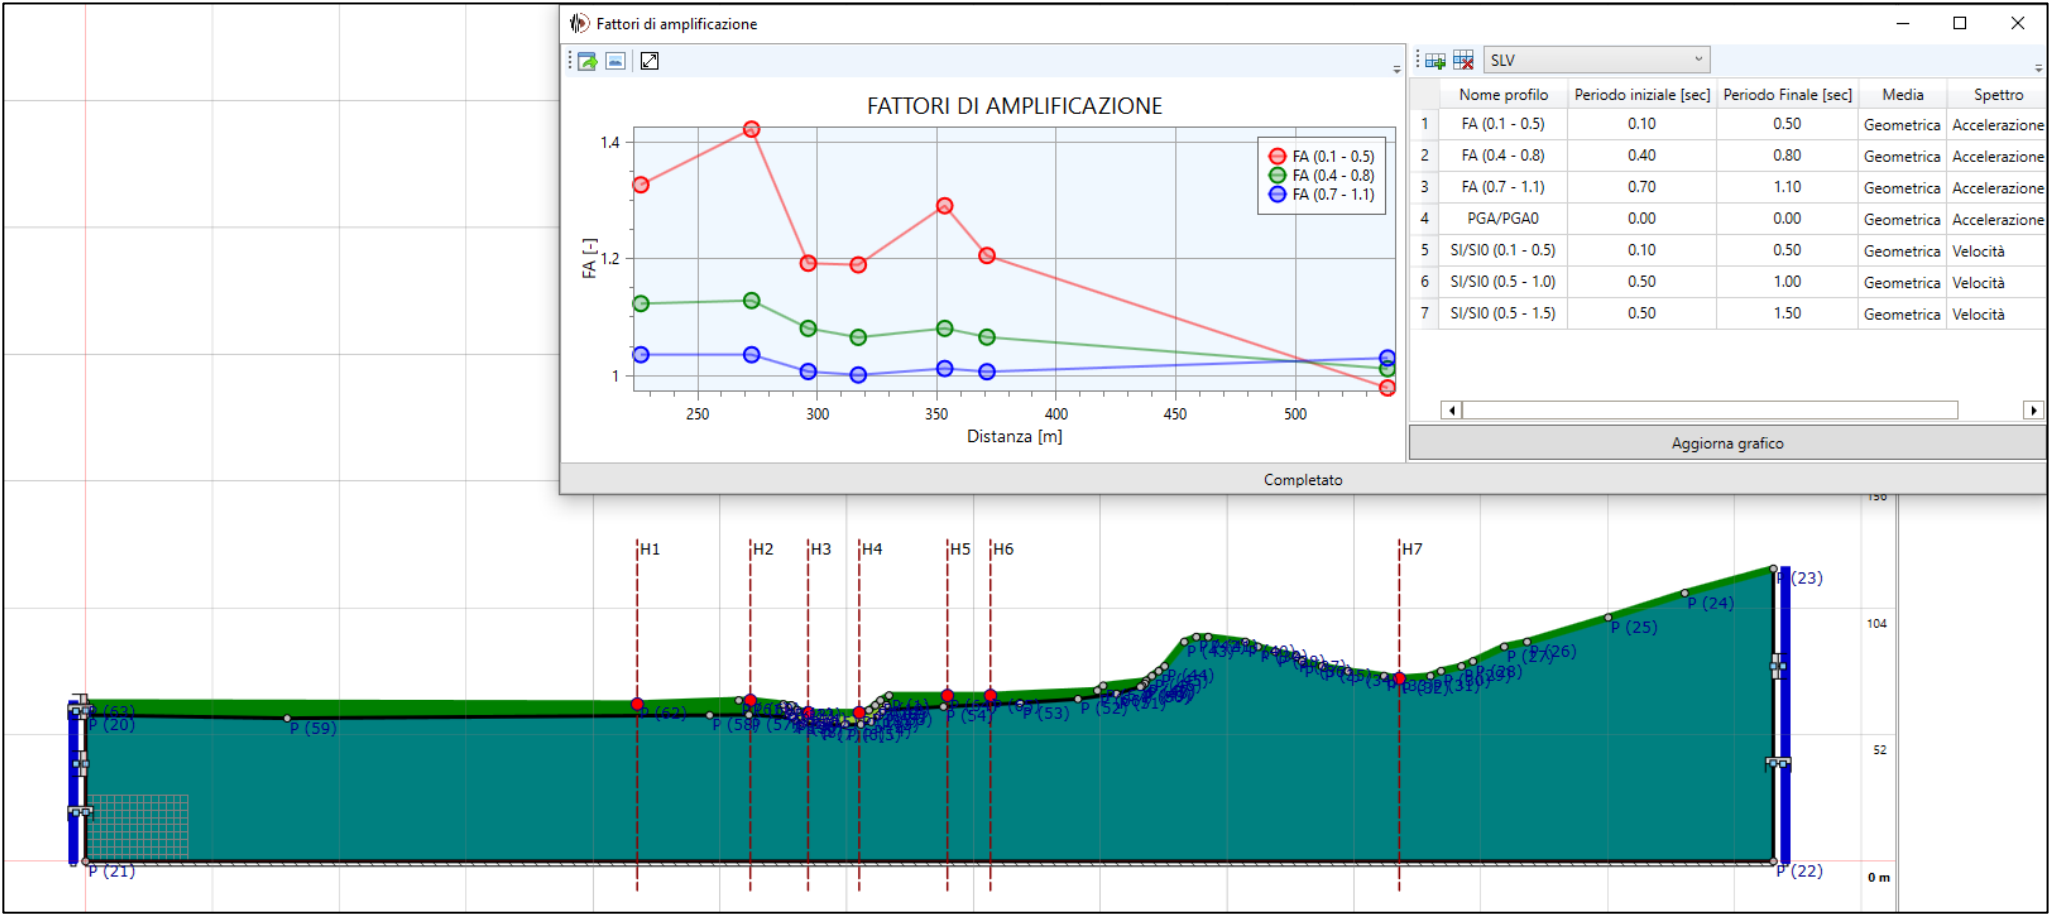 Fattori di amplificazione
SLV
FATTORI DI AMPLIFICAZIONE
FA [-]
1.4
1.2
1
FA (0.1 - 0.5)
FA (0.4 - 0.8)
FA (0.7 - 1.1)
250 300 350 400 450 500
Distanza [m]
Nome profilo Periodo iniziale [sec] Periodo Finale [sec] Media Spettro
1 FA (0.1 - 0.5) 0.10 0.50 Geometrica Accelerazione
2 FA (0.4 - 0.8) 0.40 0.80 Geometrica Accelerazione
3 FA (0.7 - 1.1) 0.70 1.10 Geometrica Accelerazione
4 PGA/PGA0 0.00 0.00 Geometrica Accelerazione
5 SI/SI0 (0.1 - 0.5) 0.10 0.50 Geometrica Velocità
6 SI/SI0 (0.5 - 1.0) 0.50 1.00 Geometrica Velocità
7 SI/SI0 (0.5 - 1.5) 0.50 1.50 Geometrica Velocità
Aggiorna grafico
Completato
156
H1 H2 H3 H4 H5 H6 H7
P (23)
P (24)
104
P (25)
P (26)
P (27)
P (43)
P (44)
P (63)
P (62)
P (20)
P (59)
P (58)
P (54)
P (53)
P (52)
P (31)
52
P (21)
P (22)
0 m